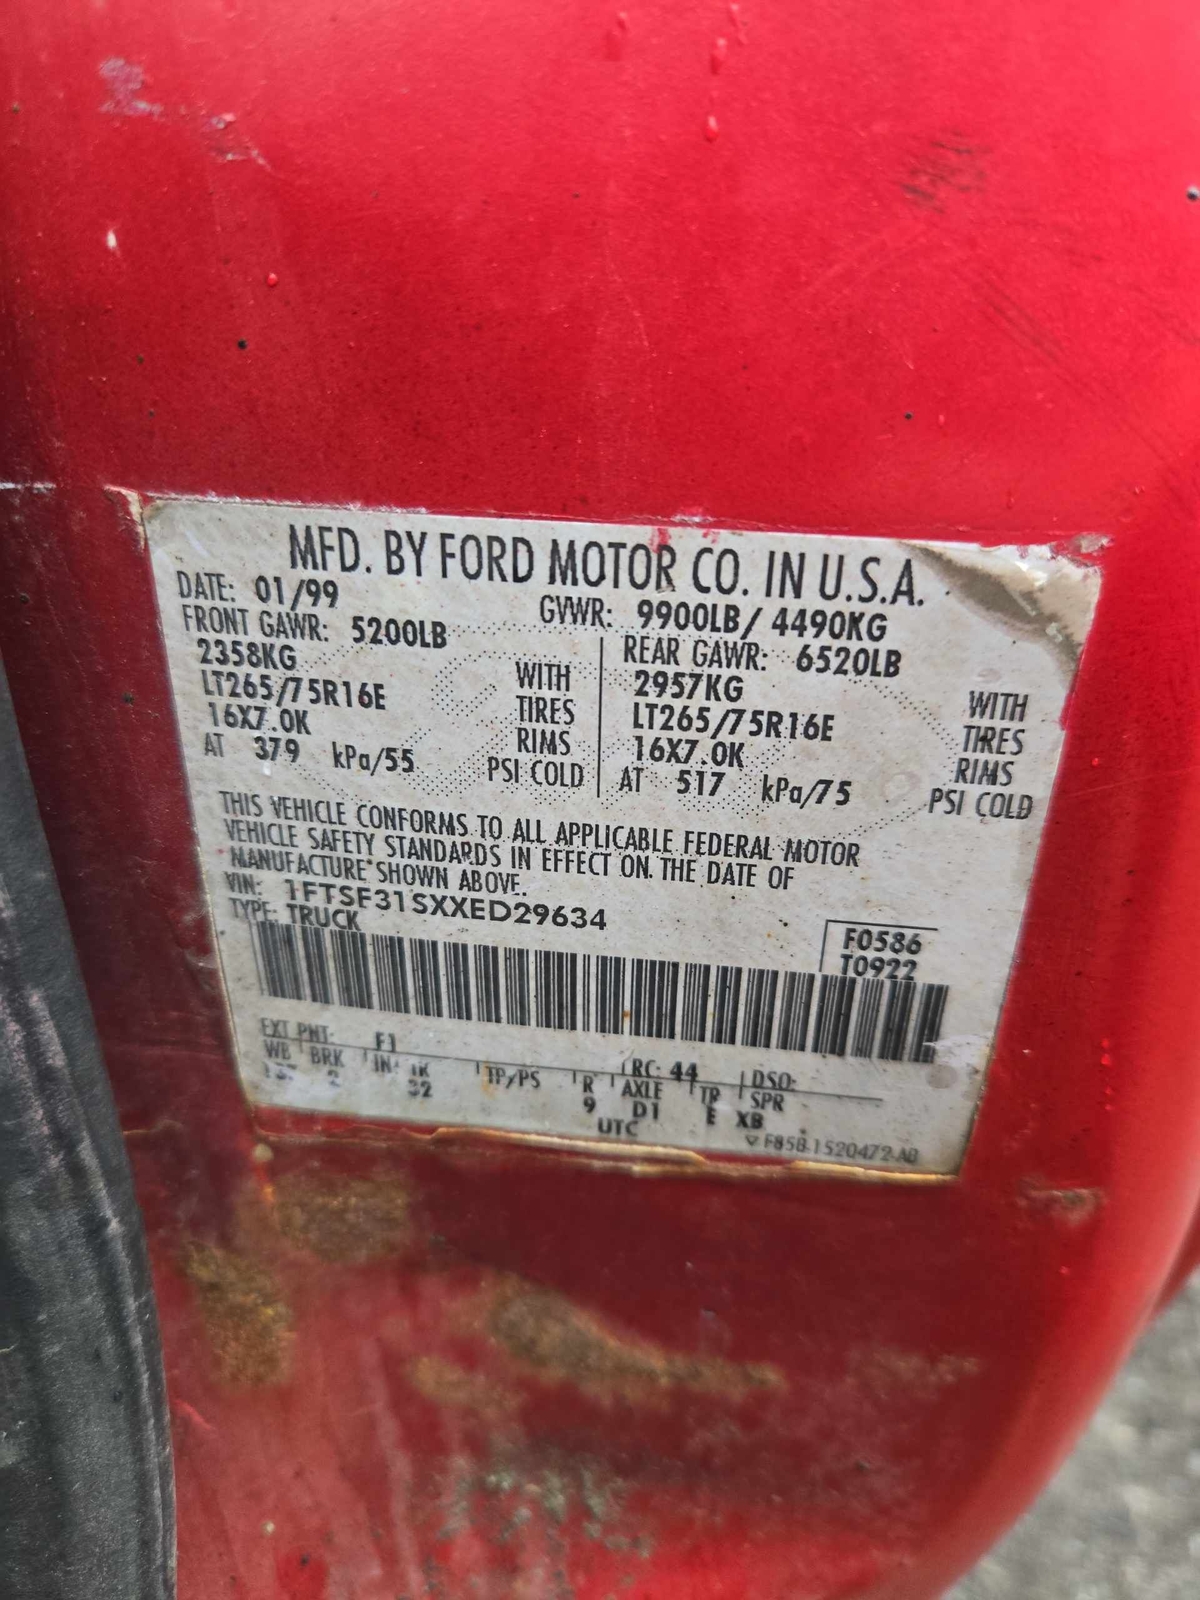 MFD. BY FORD MOTOR CO. IN U.S.A.
DATE: 01/99 GVWR: 9900LB/ 4490KG
FRONT GAWR: 5200LB REAR GAWR: 6520LB
2358KG WITH 2957KG WITH
LT265/75R16E TIRES LT265/75R16E TIRES
16X7.0K RIMS 16X7.0K RIMS
AT 379 kPa/55 PSI COLD AT 517 kPa/75 PSI COLD
THIS VEHICLE CONFORMS TO ALL APPLICABLE FEDERAL MOTOR
VEHICLE SAFETY STANDARDS IN EFFECT ON THE DATE OF
MANUFACTURE SHOWN ABOVE.
VIN: 1FTSF31SXXED29634
TYPE: TRUCK
F0586
T0922
EXT PNT: F1 RC: 44 DSO:
WB BRK TP/PS R AXLE TR SPR
2 32 9 D1 E XB
UTC
F85B-1520472-AB